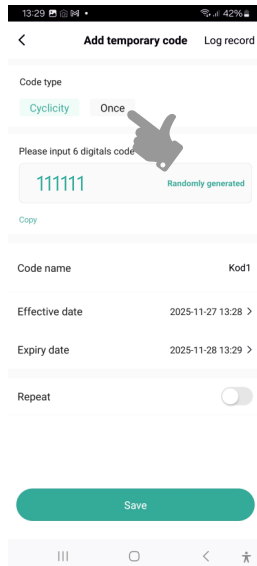 13:29 42%
Add temporary code Log record
Code type
Cyclicity Once
Please input 6 digitals code
111111 Randomly generated
Copy
Code name Kod1
Effective date 2025-11-27 13:28
Expiry date 2025-11-28 13:29
Repeat
Save